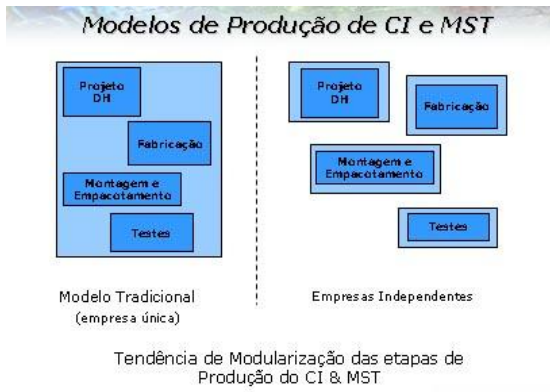 Modelos de Produção de CI e MST
Projeto
DH
Fabricação
Montagem e
Empacotamento
Testes
Modelo Tradicional
(empresa única)
Projeto
DH
Fabricação
Montagem e
Empacotamento
Testes
Empresas Independentes
Tendência de Modularização das etapas de
Produção do CI & MST